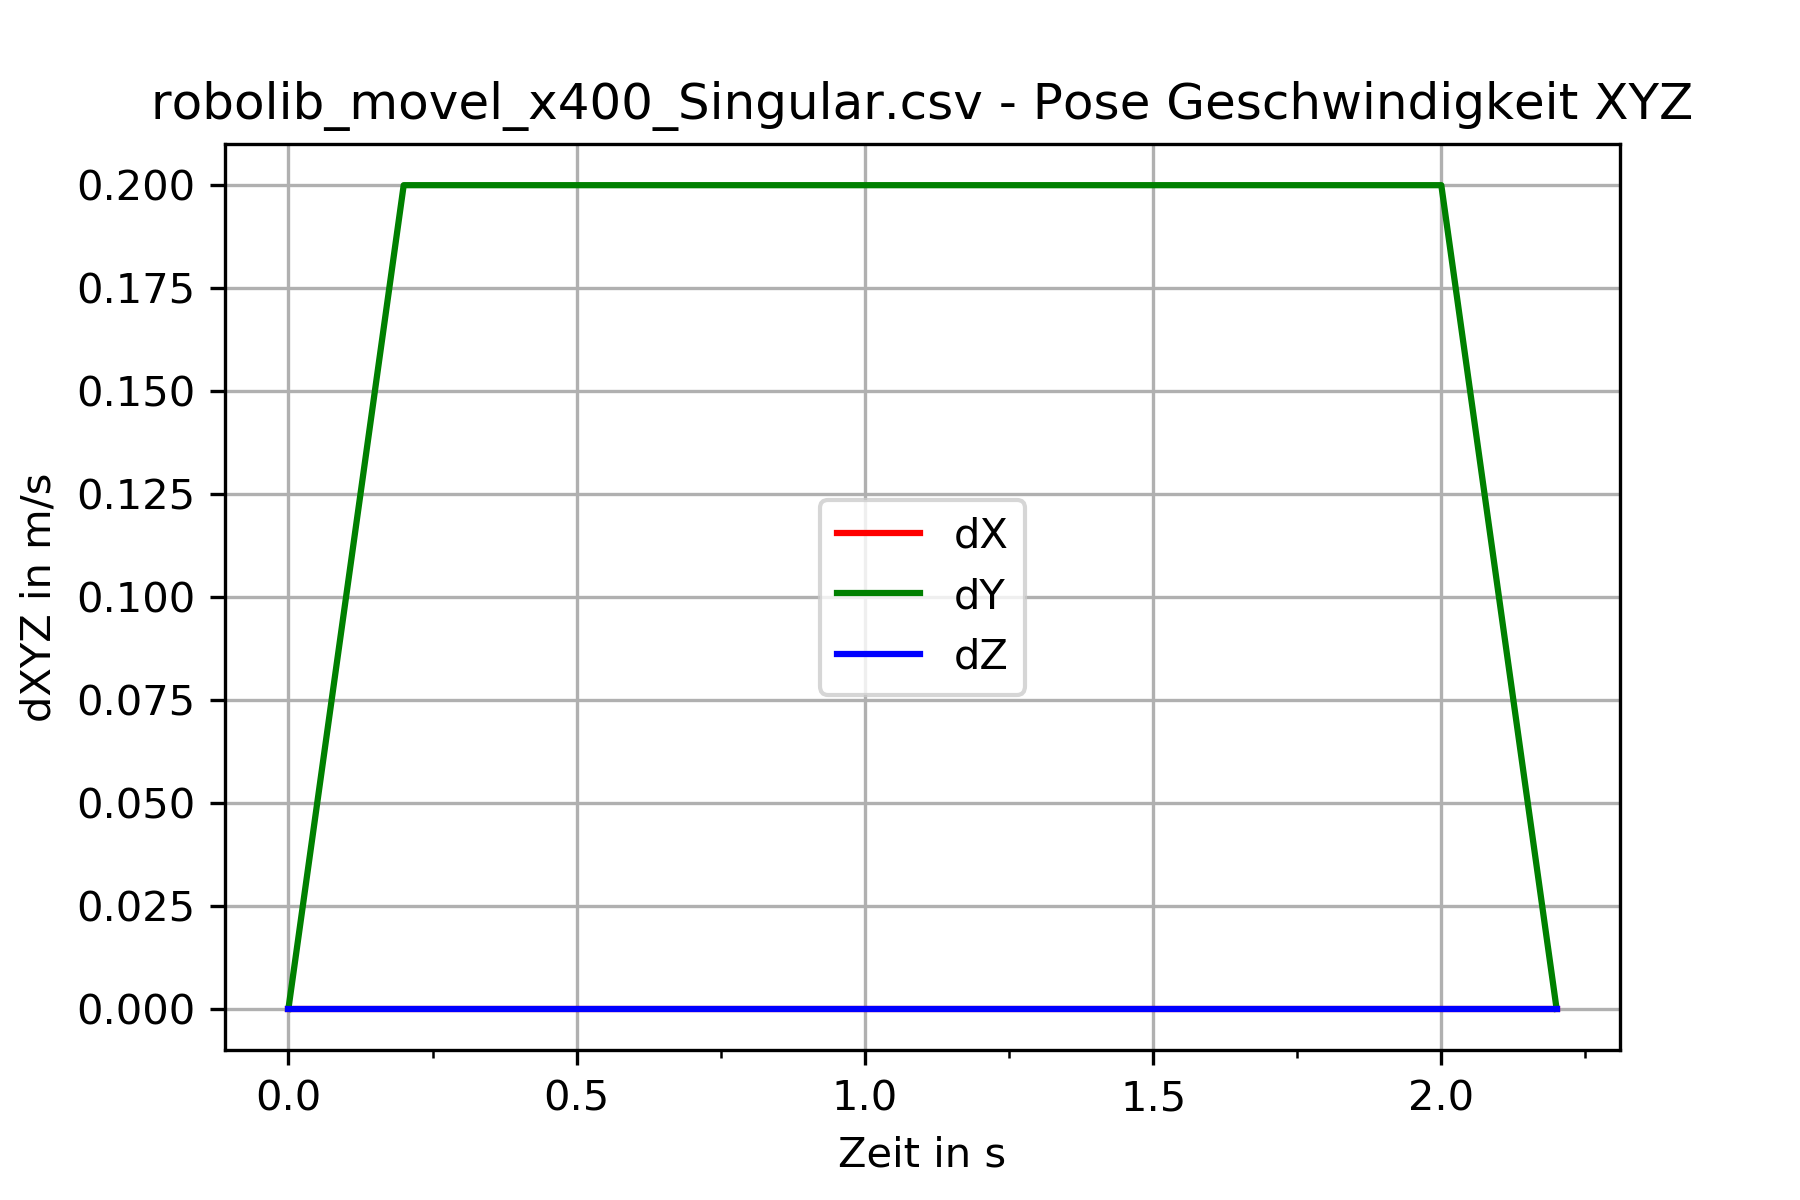 robolib_movel_x400_Singular.csv - Pose Geschwindigkeit XYZ
dXYZ in m/s
0.200
0.175
0.150
0.125
0.100
0.075
0.050
0.025
0.000
dX
dY
dZ
0.0 0.5 1.0 1.5 2.0
Zeit in s